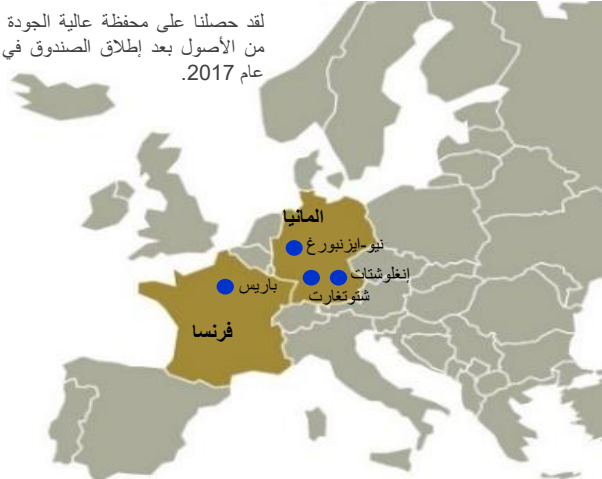 لقد حصلنا على محفظة عالية الجودة
من الأصول بعد إطلاق الصندوق في
عام 2017.
المانيا
نيو-ايزنبورغ
إنغلوشتات
شتوتغارت
باريس
فرنسا